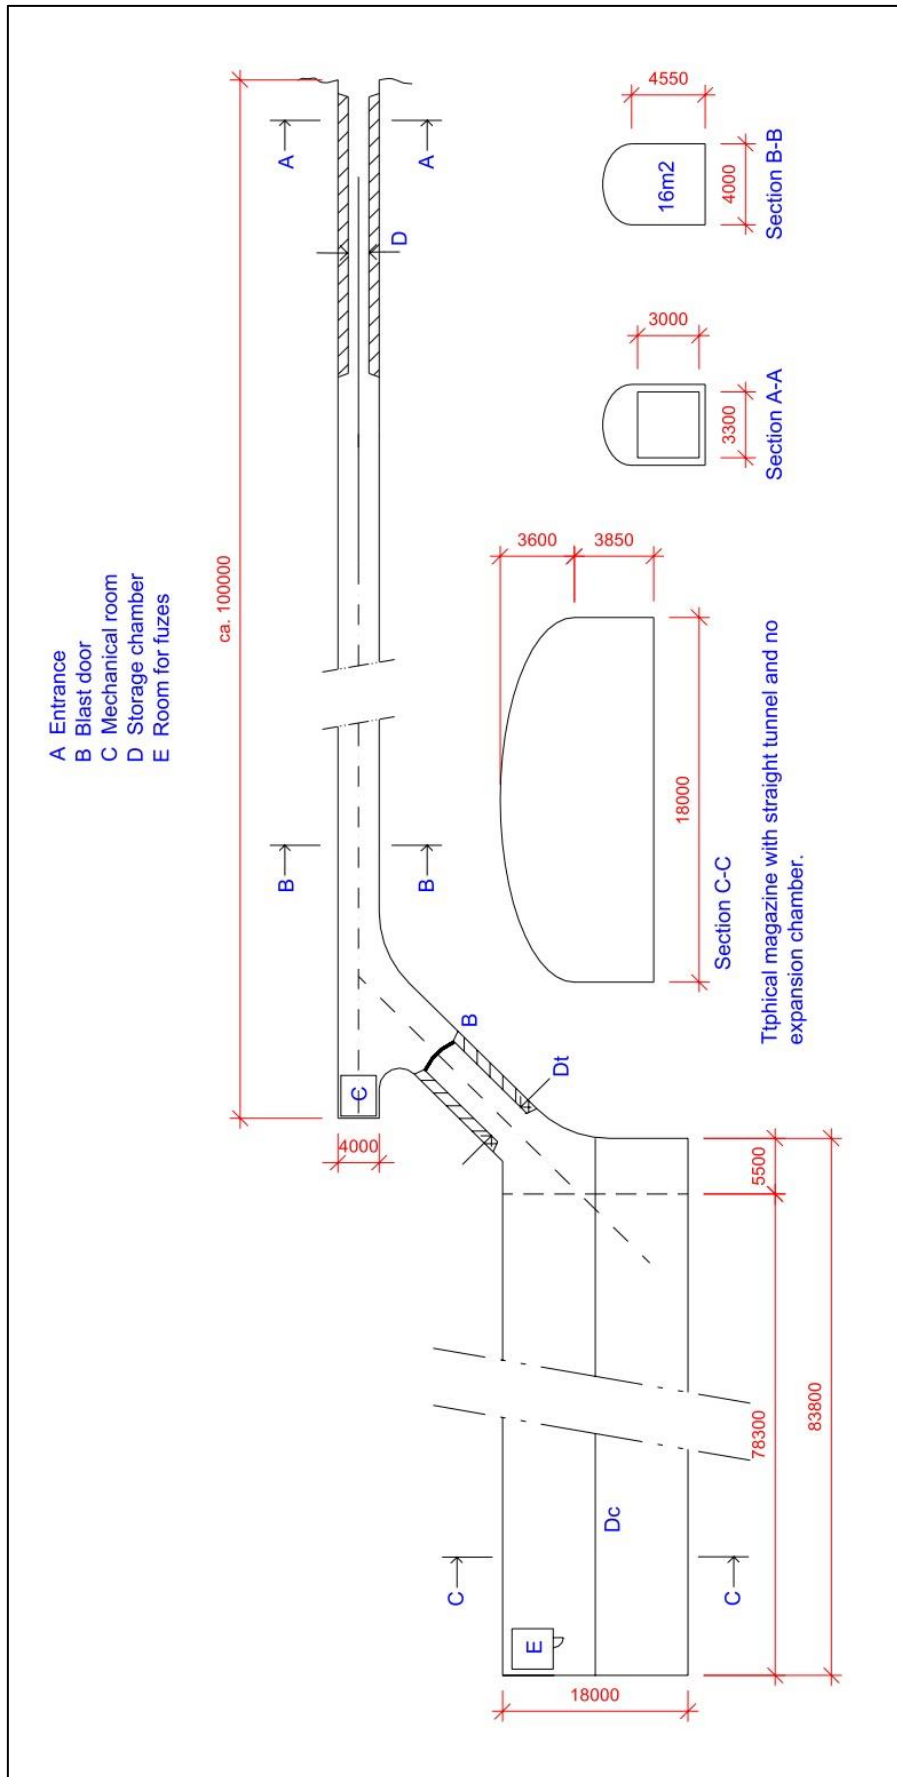 A Entrance
B Blast door
C Mechanical room
D Storage chamber
E Room for fuzes
ca. 100000
A
A
D
B
B
B
C
4000
Dt
4550
16m2
4000
Section B-B
3000
3300
Section A-A
3600
3850
18000
Section C-C
Ttphical magazine with straight tunnel and no
expansion chamber.
5500
78300
83800
Dc
C
C
E
18000